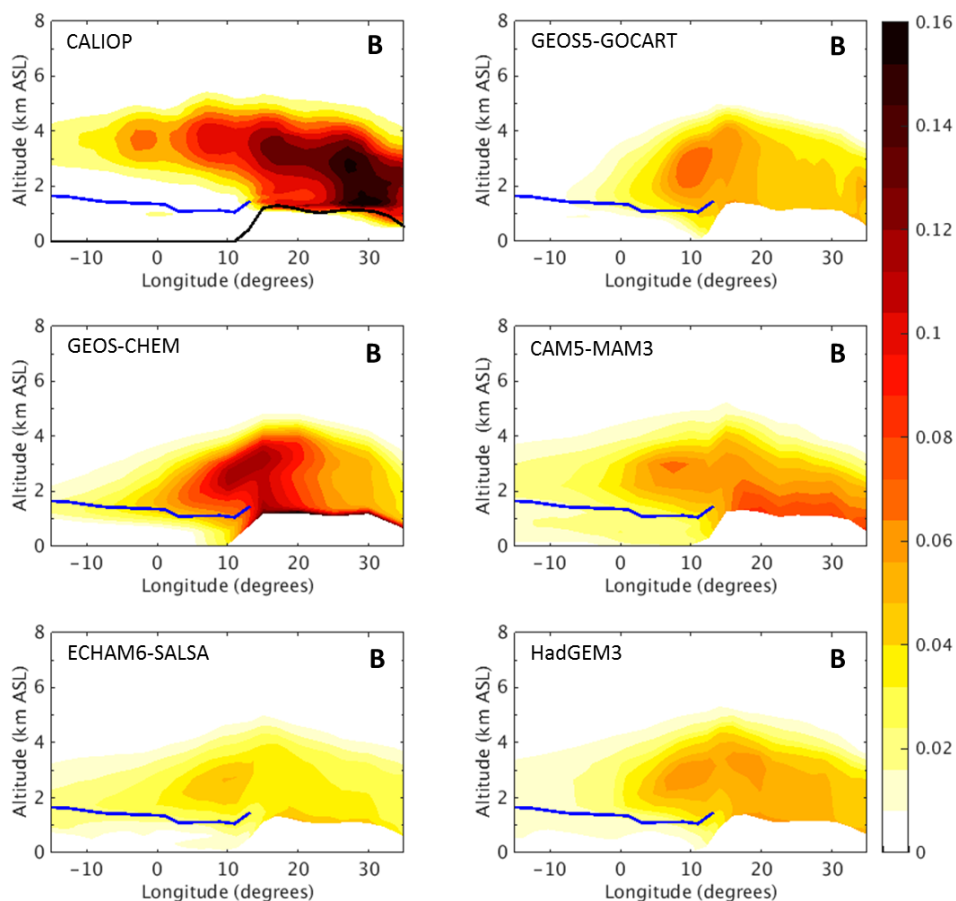 CALIOP
B
8
6
4
2
0
Altitude (km ASL)
−10 0 10 20 30
Longitude (degrees)
GEOS5-GOCART
B
8
6
4
2
0
Altitude (km ASL)
−10 0 10 20 30
Longitude (degrees)
GEOS-CHEM
B
8
6
4
2
0
Altitude (km ASL)
−10 0 10 20 30
Longitude (degrees)
CAM5-MAM3
B
8
6
4
2
0
Altitude (km ASL)
−10 0 10 20 30
Longitude (degrees)
ECHAM6-SALSA
B
8
6
4
2
0
Altitude (km ASL)
−10 0 10 20 30
Longitude (degrees)
HadGEM3
B
8
6
4
2
0
Altitude (km ASL)
−10 0 10 20 30
Longitude (degrees)
0.16
0.14
0.12
0.1
0.08
0.06
0.04
0.02
0